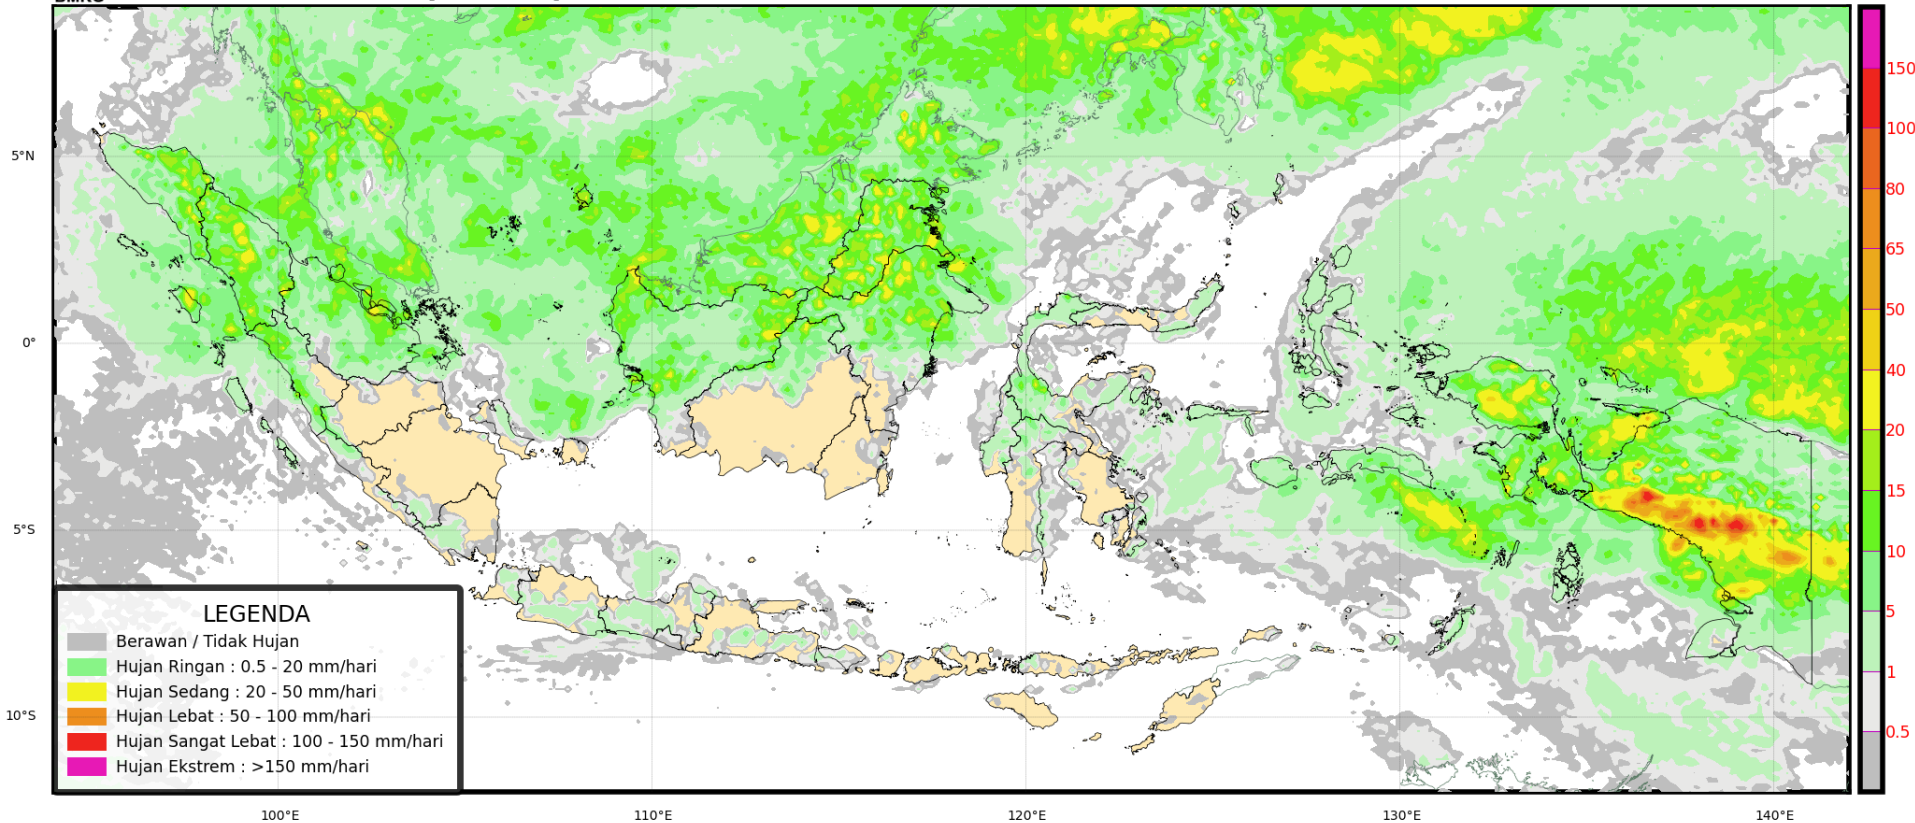 5°N
0°
5°S
10°S
100°E
110°E
120°E
130°E
140°E
LEGENDA
Berawan / Tidak Hujan
Hujan Ringan : 0.5 - 20 mm/hari
Hujan Sedang : 20 - 50 mm/hari
Hujan Lebat : 50 - 100 mm/hari
Hujan Sangat Lebat : 100 - 150 mm/hari
Hujan Ekstrem : >150 mm/hari
150
100
80
65
50
40
20
15
10
5
1
0.5